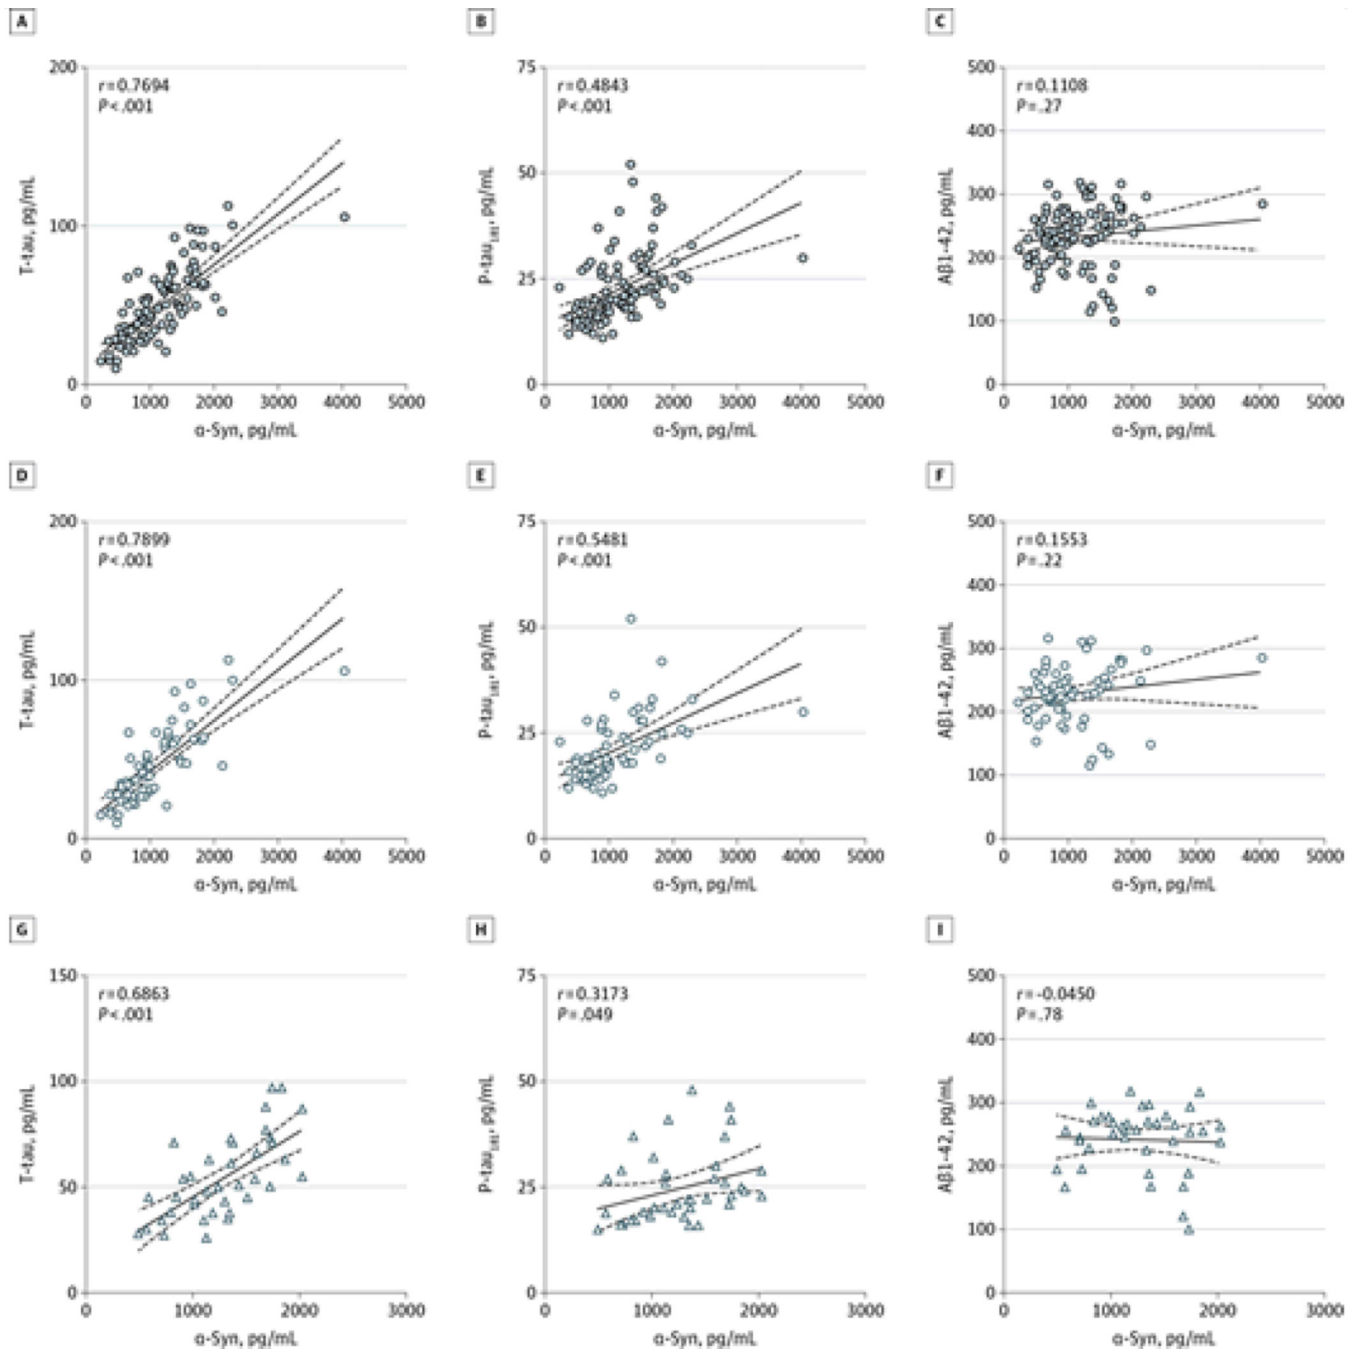 A
B
C
200
r=0.7694
P<.001
100
0
T-tau, pg/mL
0 1000 2000 3000 4000 5000
α-Syn, pg/mL
75
r=0.4843
P<.001
50
25
0
P-tau181, pg/mL
0 1000 2000 3000 4000 5000
α-Syn, pg/mL
500
r=0.1108
P=.27
400
300
200
100
0
Aβ1-42, pg/mL
0 1000 2000 3000 4000 5000
α-Syn, pg/mL
D
E
F
200
r=0.7899
P<.001
100
0
T-tau, pg/mL
0 1000 2000 3000 4000 5000
α-Syn, pg/mL
75
r=0.5481
P<.001
50
25
0
P-tau181, pg/mL
0 1000 2000 3000 4000 5000
α-Syn, pg/mL
500
r=0.1553
P=.22
400
300
200
100
0
Aβ1-42, pg/mL
0 1000 2000 3000 4000 5000
α-Syn, pg/mL
G
H
I
150
r=0.6863
P<.001
100
50
0
T-tau, pg/mL
0 1000 2000 3000
α-Syn, pg/mL
75
r=0.3173
P=.049
50
25
0
P-tau181, pg/mL
0 1000 2000 3000
α-Syn, pg/mL
500
r=-0.0450
P=.78
400
300
200
100
0
Aβ1-42, pg/mL
0 1000 2000 3000
α-Syn, pg/mL